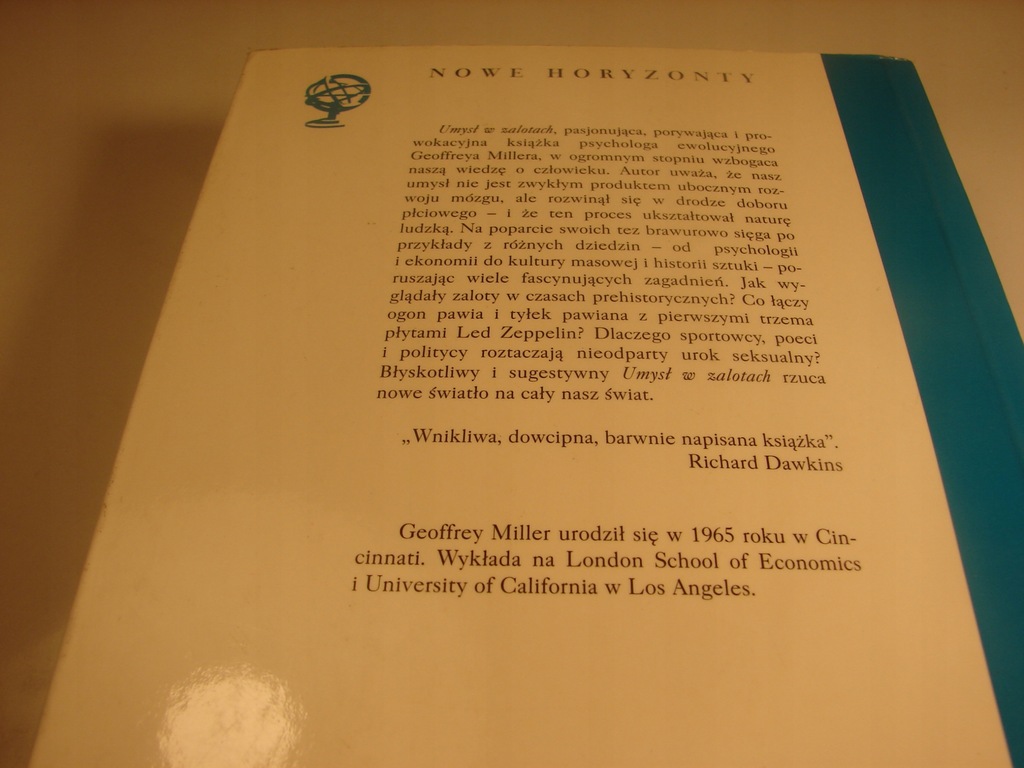 NOWE HORYZONTY
Umysł w zalotach, pasjonująca, porywająca i pro-
wokacyjna książka psychologa ewolucyjnego
Geoffreya Millera, w ogromnym stopniu wzbogaca
naszą wiedzę o człowieku. Autor uważa, że nasz
umysł nie jest zwykłym produktem ubocznym roz-
woju mózgu, ale rozwinął się w drodze doboru
płciowego – i że ten proces ukształtował naturę
ludzką. Na poparcie swoich tez brawurowo sięga po
przykłady z różnych dziedzin – od psychologii
i ekonomii do kultury masowej i historii sztuki – po-
ruszając wiele fascynujących zagadnień. Jak wy-
glądały zaloty w czasach prehistorycznych? Co łączy
ogon pawia i tyłek pawiana z pierwszymi trzema
płytami Led Zeppelin? Dlaczego sportowcy, poeci
i politycy roztaczają nieodparty urok seksualny?
Błyskotliwy i sugestywny Umysł w zalotach rzuca
nowe światło na cały nasz świat.
„Wnikliwa, dowcipna, barwnie napisana książka”.
Richard Dawkins
Geoffrey Miller urodził się w 1965 roku w Cin-
cinnati. Wykłada na London School of Economics
i University of California w Los Angeles.